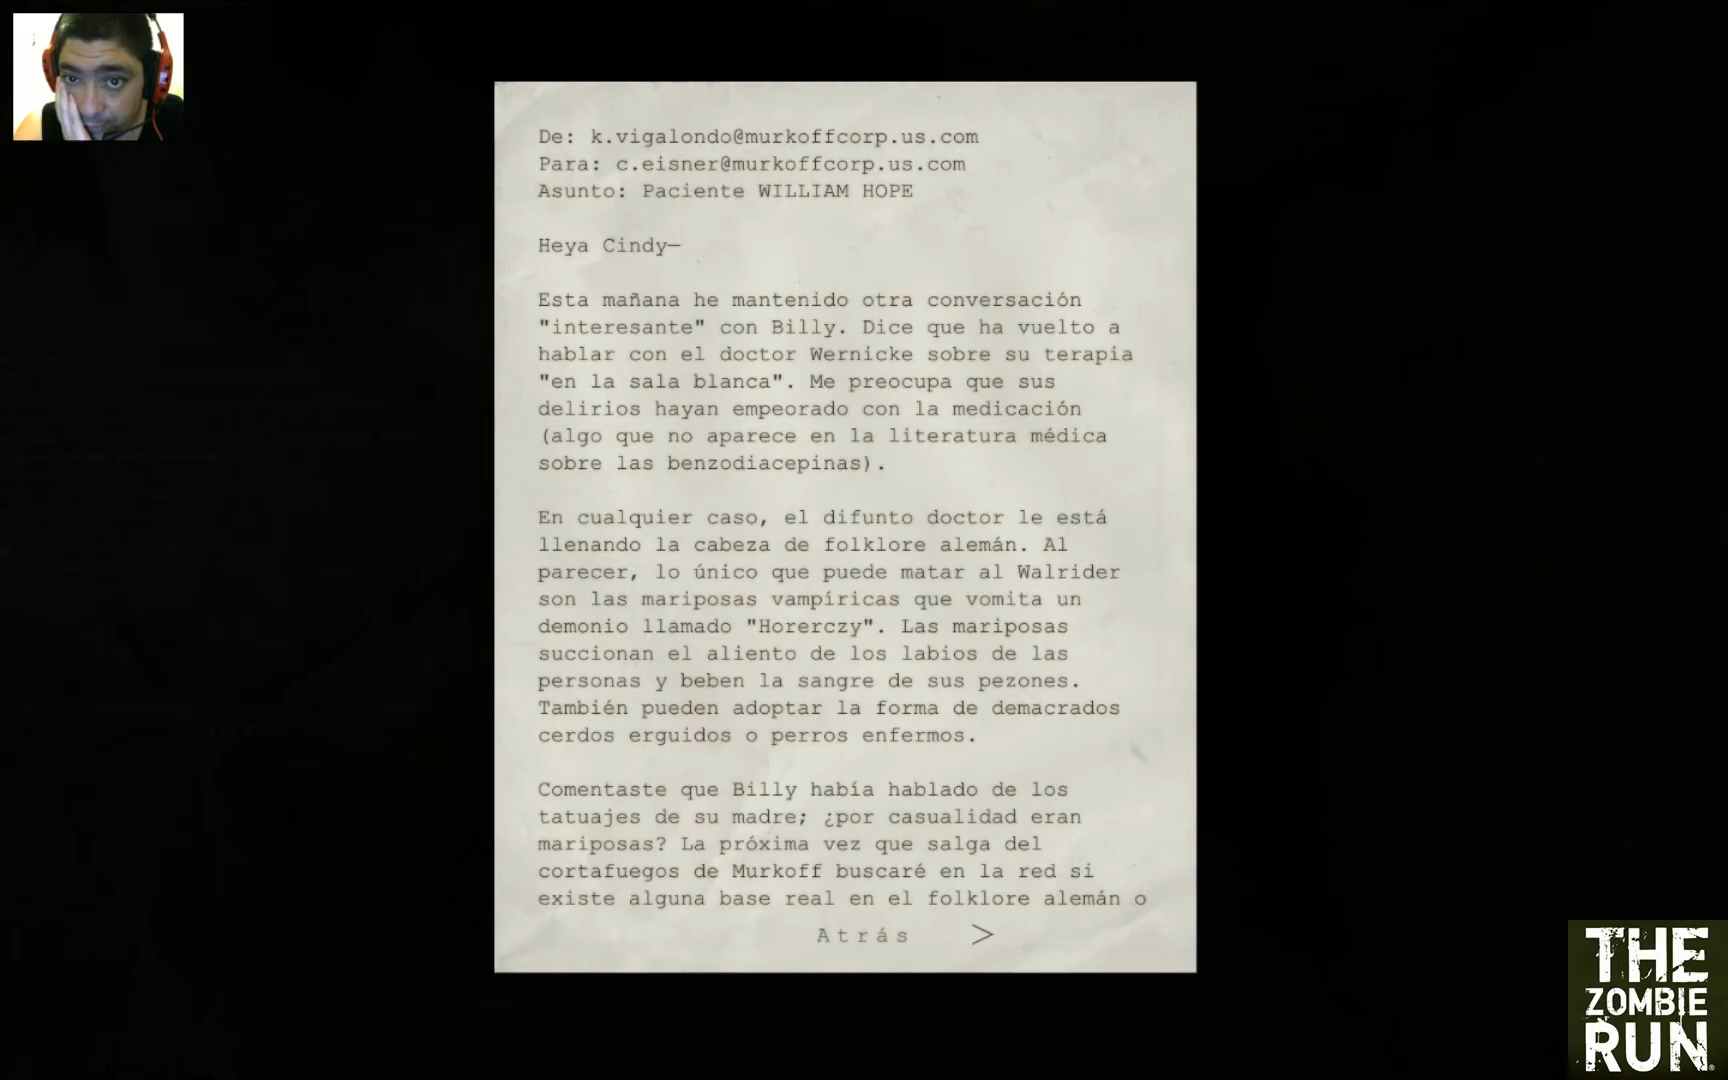 De: k.vigalondo@murkoffcorp.us.com
Para: c.eisner@murkoffcorp.us.com
Asunto: Paciente WILLIAM HOPE
Heya Cindy—
Esta mañana he mantenido otra conversación
"interesante" con Billy. Dice que ha vuelto a
hablar con el doctor Wernicke sobre su terapia
"en la sala blanca". Me preocupa que sus
delirios hayan empeorado con la medicación
(algo que no aparece en la literatura médica
sobre las benzodiacepinas).
En cualquier caso, el difunto doctor le está
llenando la cabeza de folklore alemán. Al
parecer, lo único que puede matar al Walrider
son las mariposas vampíricas que vomita un
demonio llamado "Horerczy". Las mariposas
succionan el aliento de los labios de las
personas y beben la sangre de sus pezones.
También pueden adoptar la forma de demacrados
cerdos erguidos o perros enfermos.
Comentaste que Billy había hablado de los
tatuajes de su madre; ¿por casualidad eran
mariposas? La próxima vez que salga del
cortafuegos de Murkoff buscaré en la red si
existe alguna base real en el folklore alemán o
Atrás >
THE
ZOMBIE
RUN